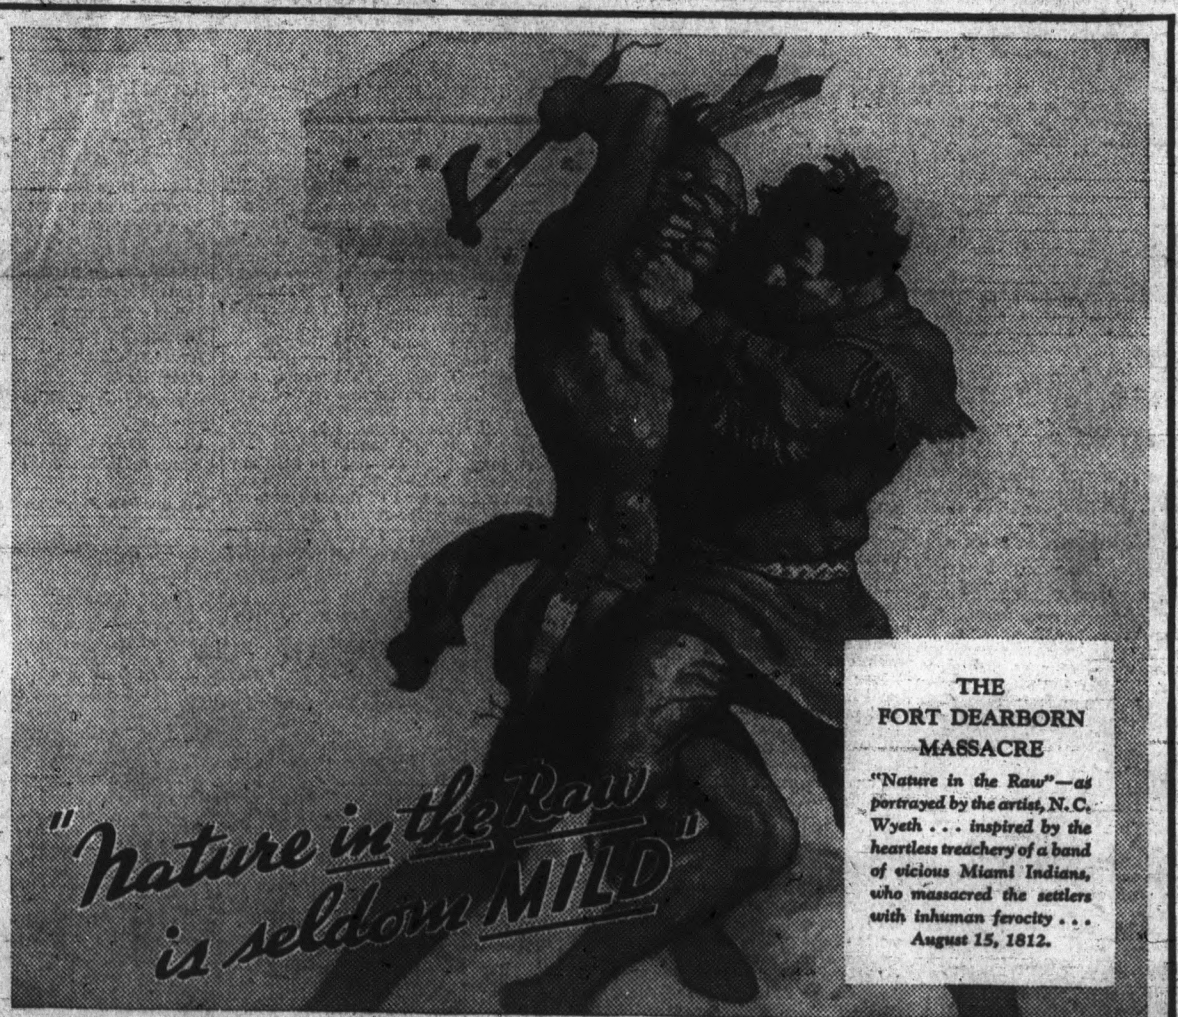 "Nature in the Raw
is seldom MILD"
THE
FORT DEARBORN
MASSACRE
"Nature in the Raw"—as
portrayed by the artist, N. C.
Wyeth . . . inspired by the
heartless treachery of a band
of vicious Miami Indians,
who massacred the settlers
with inhuman ferocity . . .
August 15, 1812.